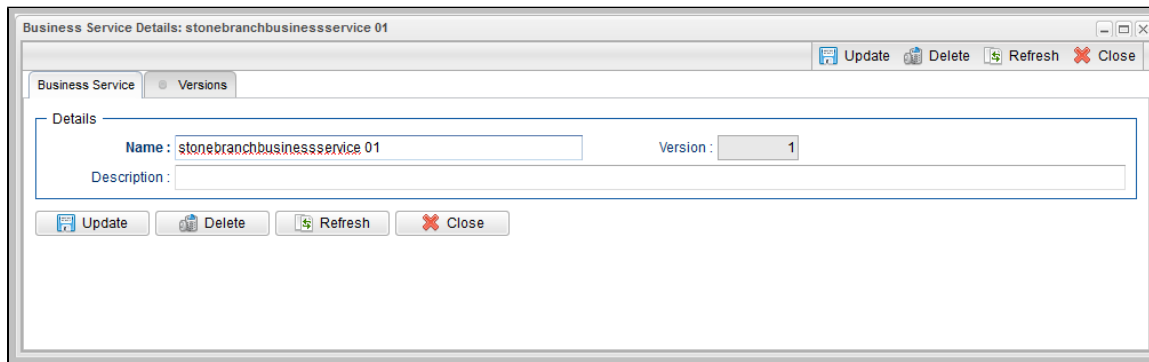 Business Service Details: stonebranchbusinessservice 01
Update Delete Refresh Close
Business Service Versions
Details
Name : stonebranchbusinessservice 01 Version : 1
Description :
Update Delete Refresh Close